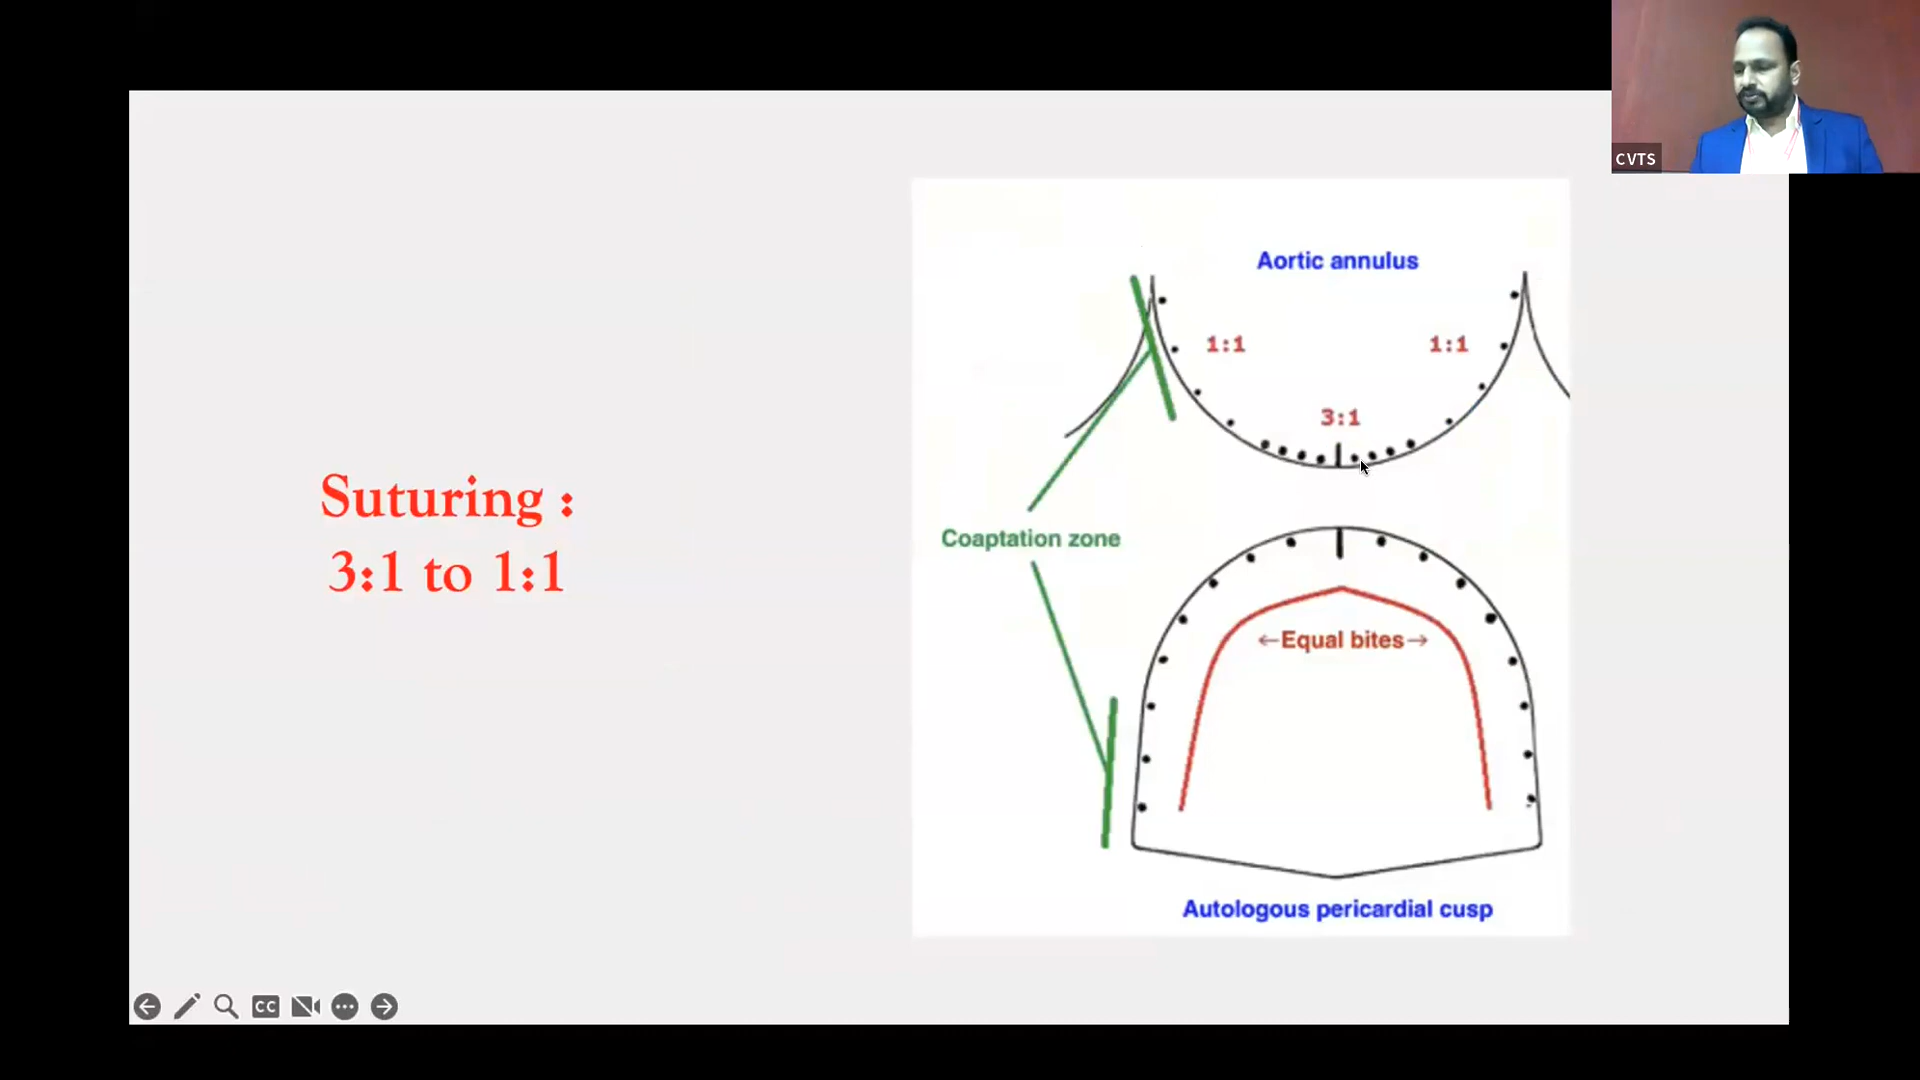 CVTS
Suturing :
3:1 to 1:1
Aortic annulus
1:1
1:1
3:1
Coaptation zone
←Equal bites→
Autologous pericardial cusp
CC